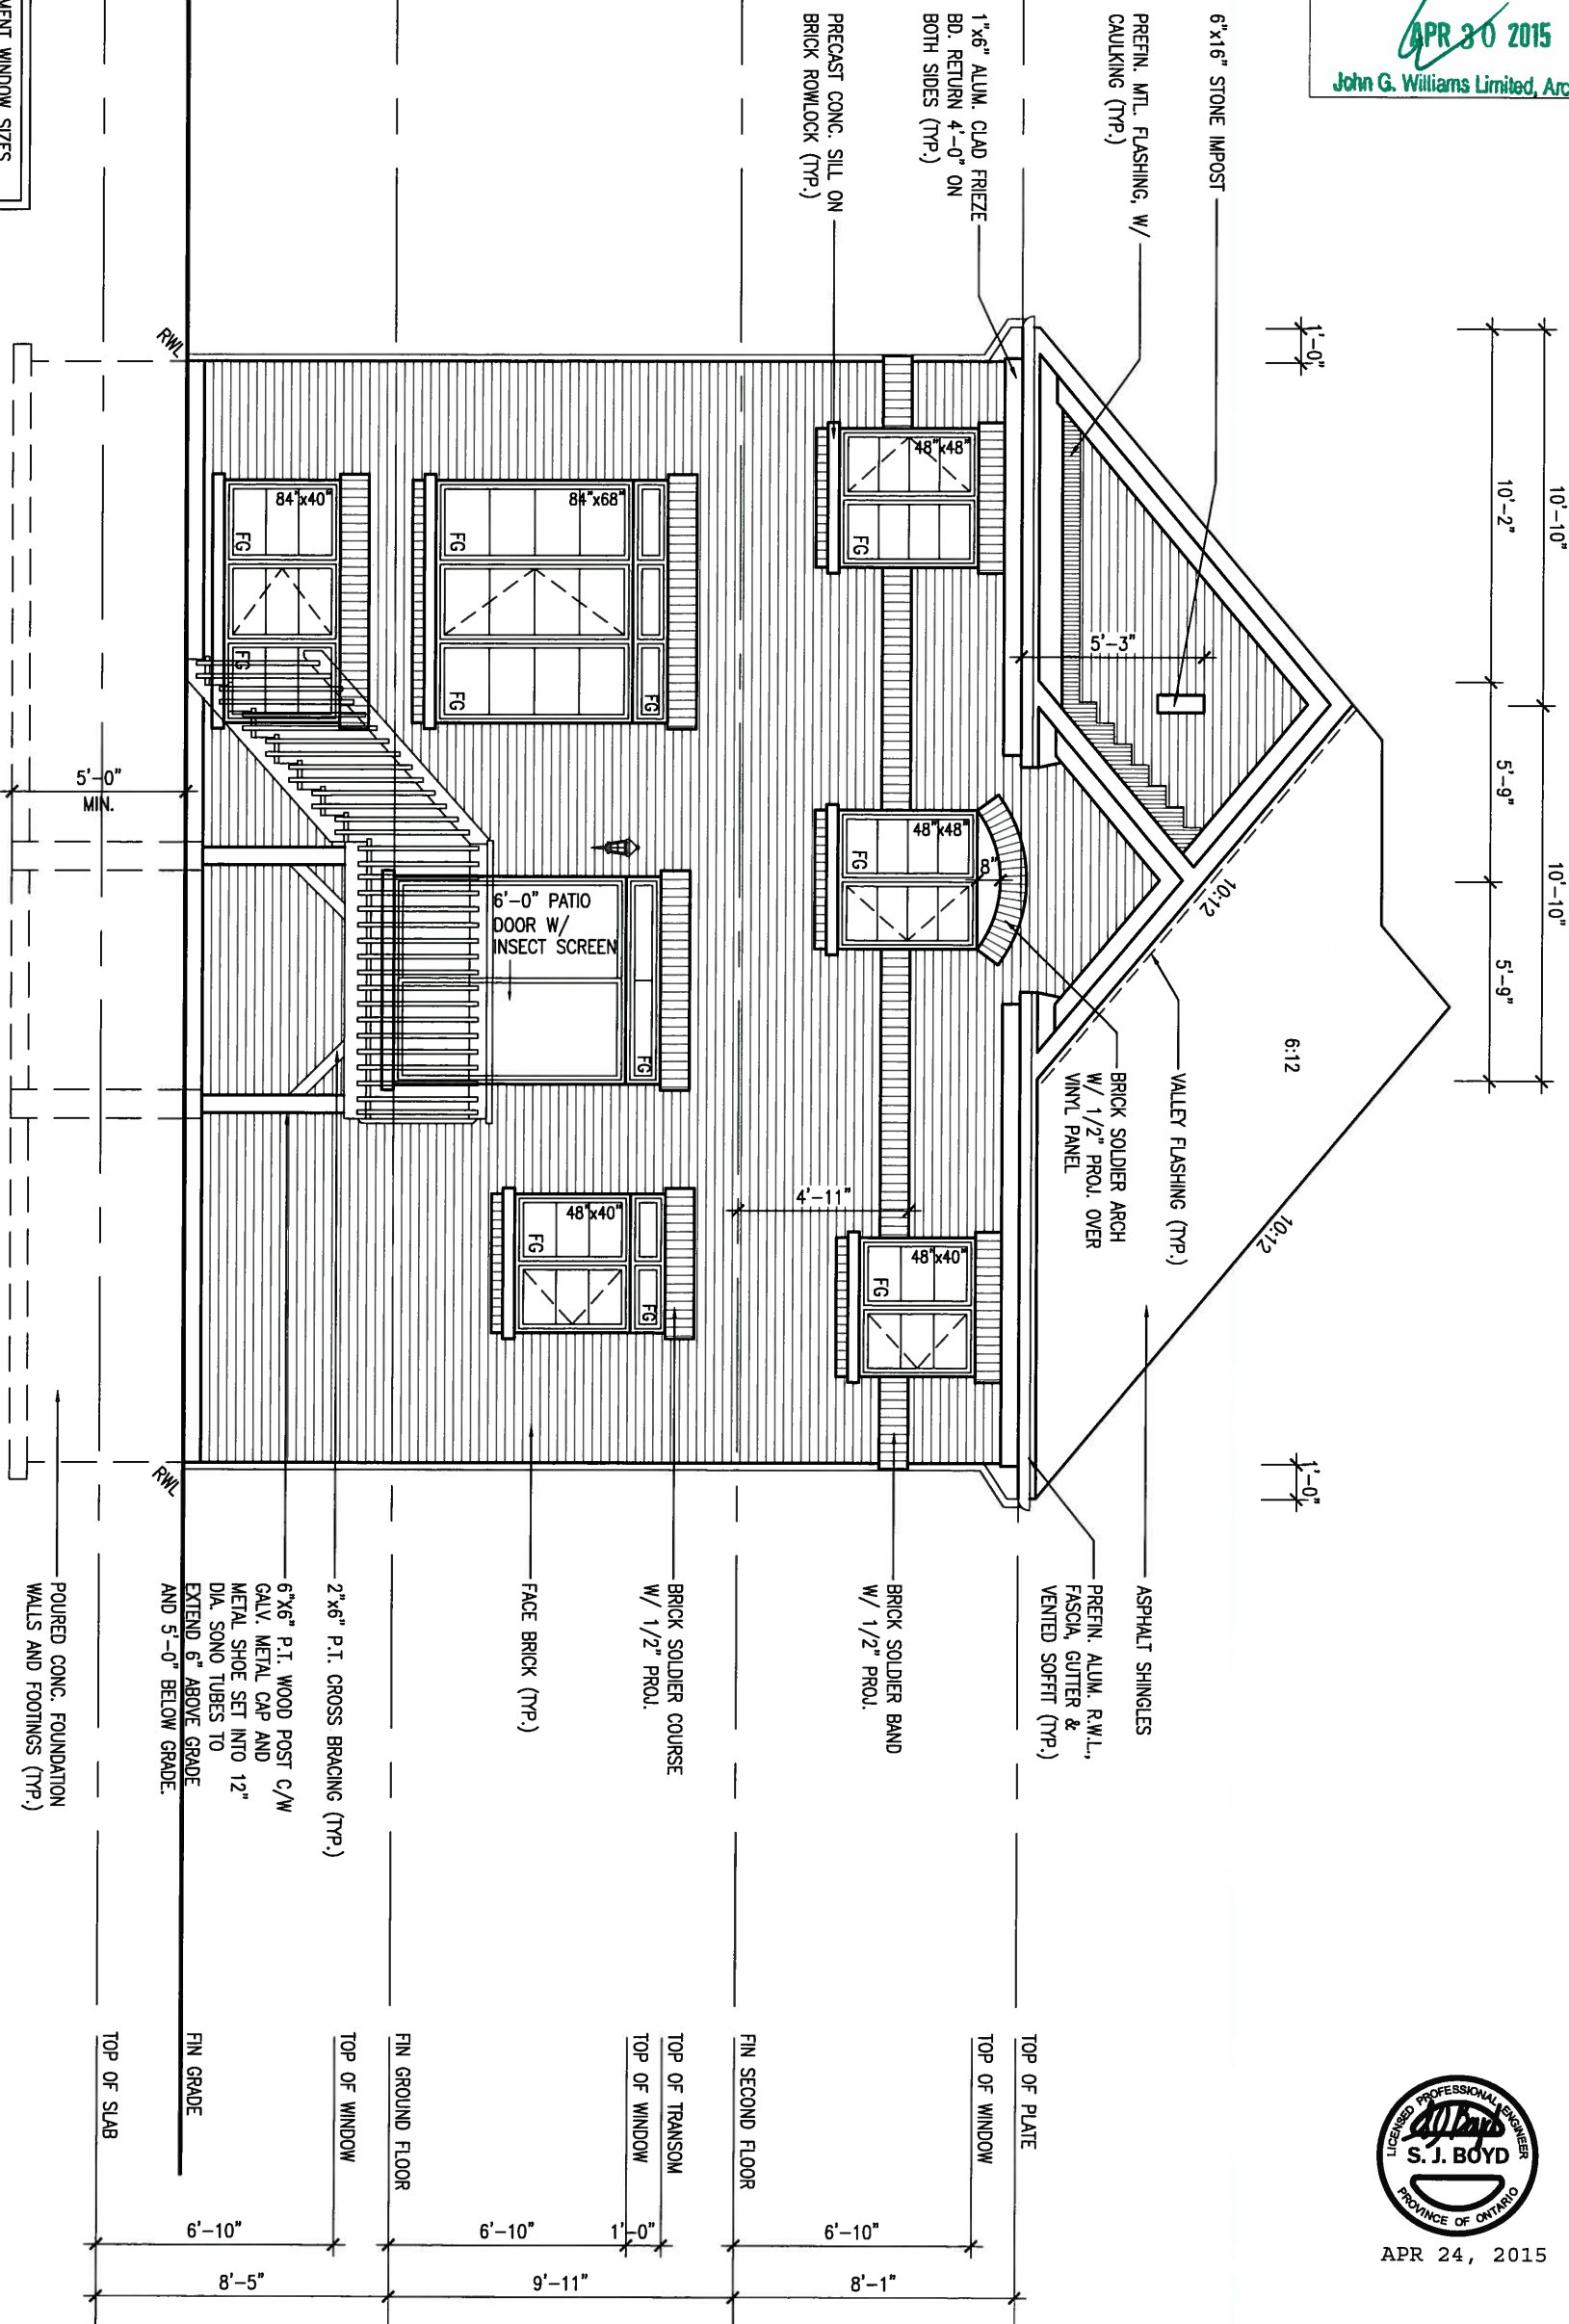 APR 30 2015
John G. Williams Limited,
6"x16" STONE IMPOST
PREFIN. MTL. FLASHING, W/
CAULKING (TYP.)
1"x6" ALUM. CLAD FRIEZE
BD. RETURN 4'-0" ON
BOTH SIDES (TYP.)
PRECAST CONC. SILL ON
BRICK ROWLOCK (TYP.)
WINDOW SIZES
10'-10"
10'-10"
10'-2"
5'-9"
5'-9"
1'-0"
1'-0"
6:12
10:12
10:12
5'-3"
VALLEY FLASHING (TYP.)
BRICK SOLDIER ARCH
W/ 1/2" PROJ. OVER
VINYL PANEL
48"x48"
FG
48"x48"
FG
8"
48"x40"
FG
4'-11"
84"x68"
FG
FG
FG
6'-0" PATIO
DOOR W/
INSECT SCREEN
FG
48"x40"
FG
FG
84"x40"
FG
FG
RWL
RWL
5'-0"
MIN.
ASPHALT SHINGLES
PREFIN. ALUM. R.W.L.,
FASCIA, GUTTER &
VENTED SOFFIT (TYP.)
BRICK SOLDIER BAND
W/ 1/2" PROJ.
BRICK SOLDIER COURSE
W/ 1/2" PROJ.
FACE BRICK (TYP.)
2"x6" P.T. CROSS BRACING (TYP.)
6"X6" P.T. WOOD POST C/W
GALV. METAL CAP AND
METAL SHOE SET INTO 12"
DIA. SONO TUBES TO
EXTEND 6" ABOVE GRADE
AND 5'-0" BELOW GRADE.
POURED CONC. FOUNDATION
WALLS AND FOOTINGS (TYP.)
TOP OF PLATE
TOP OF WINDOW
FIN SECOND FLOOR
TOP OF TRANSOM
TOP OF WINDOW
FIN GROUND FLOOR
TOP OF WINDOW
FIN GRADE
TOP OF SLAB
6'-10"
1'-0"
6'-10"
6'-10"
8'-1"
9'-11"
8'-5"
LICENSED PROFESSIONAL ENGINEER
S. J. BOYD
PROVINCE OF ONTARIO
APR 24, 2015